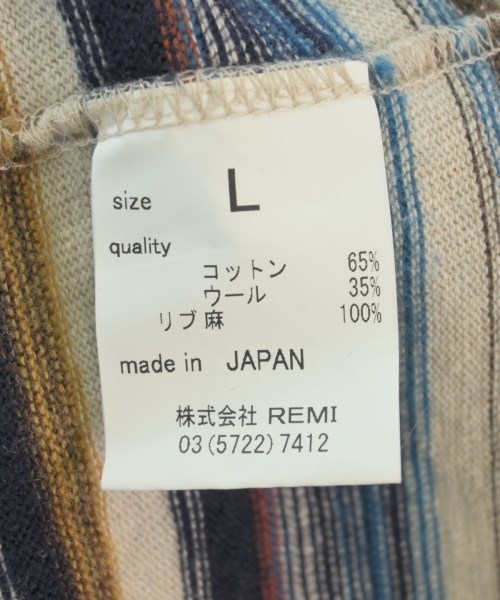 size L
quality
コットン 65%
ウール 35%
リブ 麻 100%
made in JAPAN
株式会社 REMI
03(5722)7412